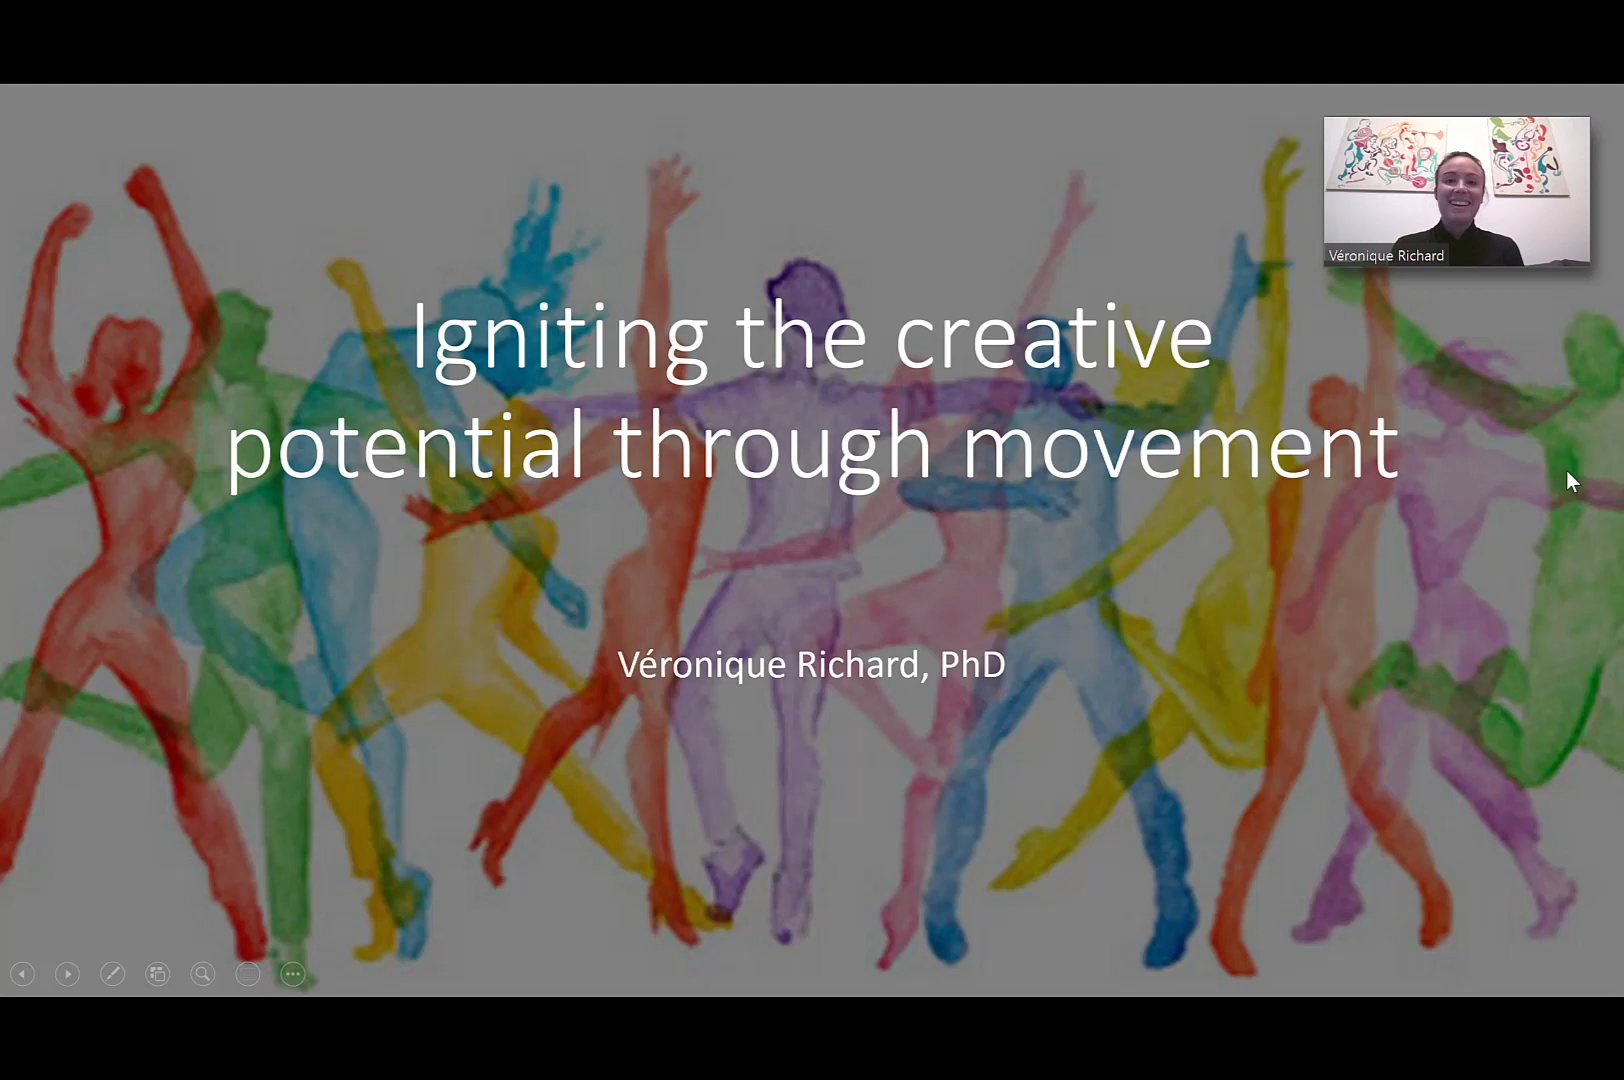 Véronique Richard
Igniting the creative
potential through movement
Véronique Richard, PhD